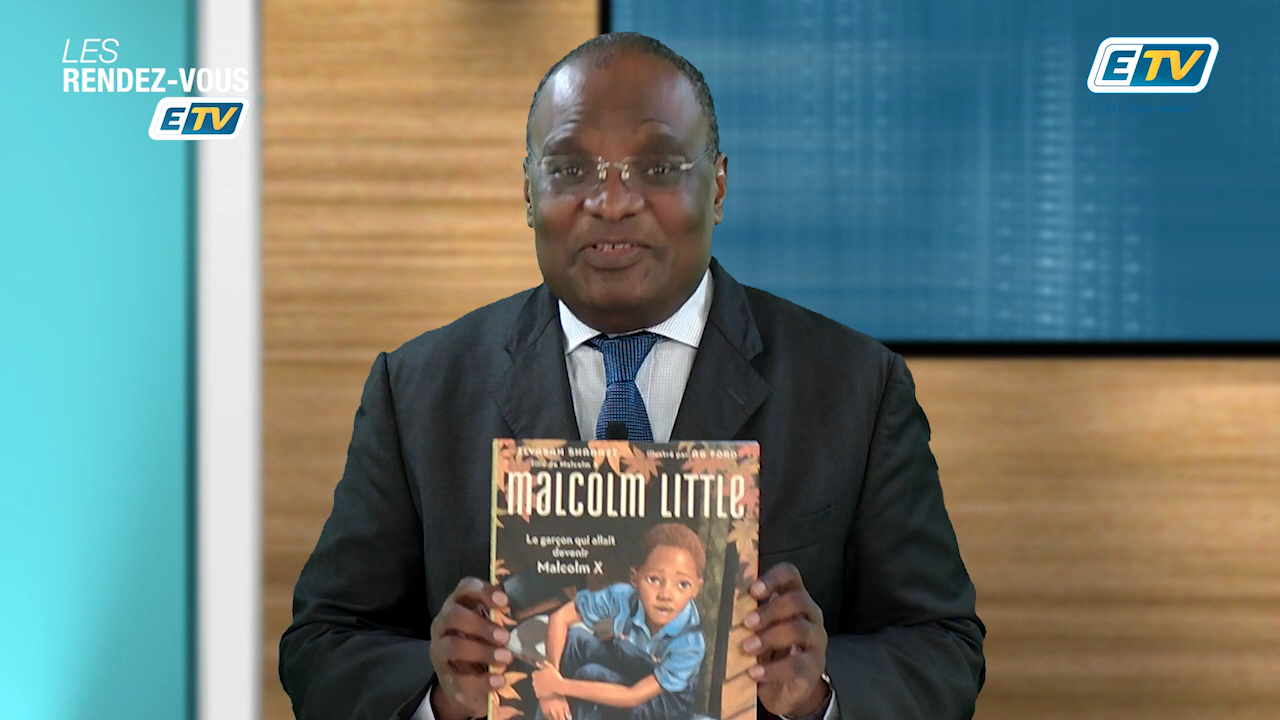 LES
RENDEZ-VOUS
ETV
ETV
ILYASAH SHABAZZ
fille de Malcolm X
illustré par AG FORD
MALCOLM LITTLE
Le garçon qui allait
devenir
Malcolm X